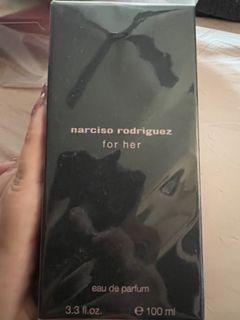 narciso rodriguez
for her
eau de parfum
3.3 fl.oz. ℮ 100 ml